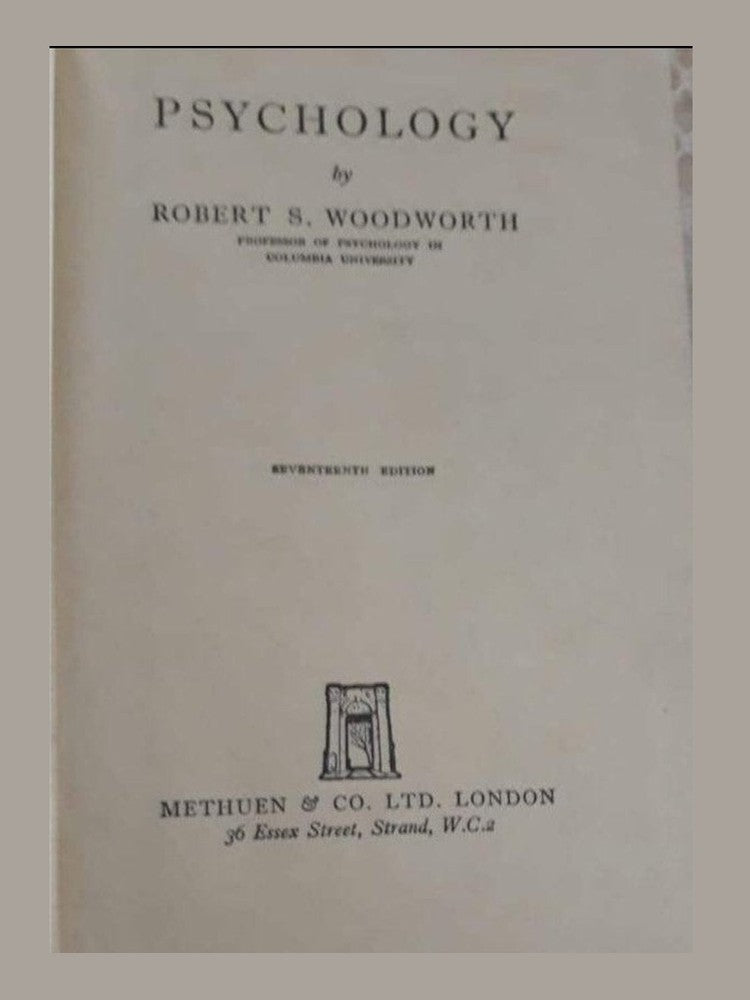 PSYCHOLOGY
by
ROBERT S. WOODWORTH
PROFESSOR OF PSYCHOLOGY IN
COLUMBIA UNIVERSITY
SEVENTEENTH EDITION
METHUEN & CO. LTD. LONDON
36 Essex Street, Strand, W.C.2